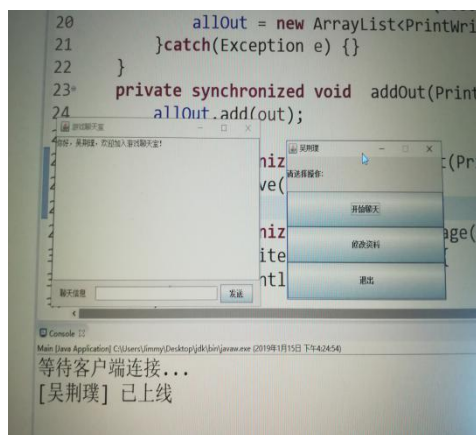 20
allOut = new ArrayList<PrintWri
21
}catch(Exception e) {}
22
}
23
private synchronized void addOut(Print
24
allOut.add(out);
游戏聊天室
你好，吴荆璞，欢迎加入游戏聊天室！
聊天信息
发送
吴荆璞
请选择操作：
开始聊天
修改资料
退出
niz
t(Pr
ve(
niz
age(
ite
{
ntl
Console
Main [Java Application] C:\Users\Jimmy\Desktop\jdk\bin\javaw.exe (2019年1月15日 下午4:24:54)
等待客户端连接...
[吴荆璞] 已上线